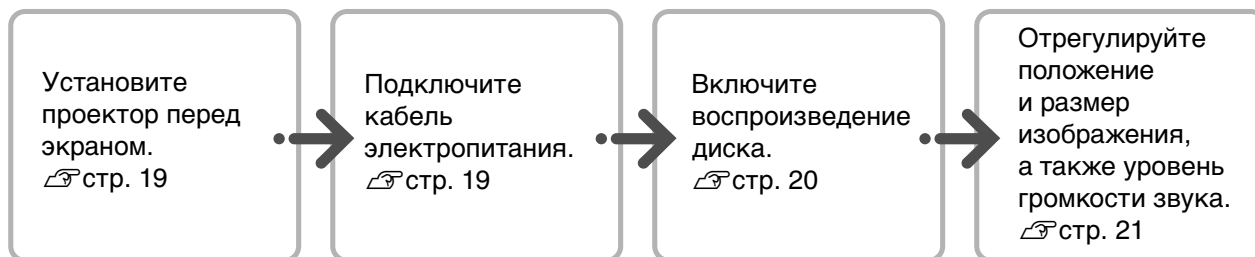 Установите
проектор перед
экраном.
стр. 19
Подключите
кабель
электропитания.
стр. 19
Включите
воспроизведение
диска.
стр. 20
Отрегулируйте
положение
и размер
изображения,
а также уровень
громкости звука.
стр. 21